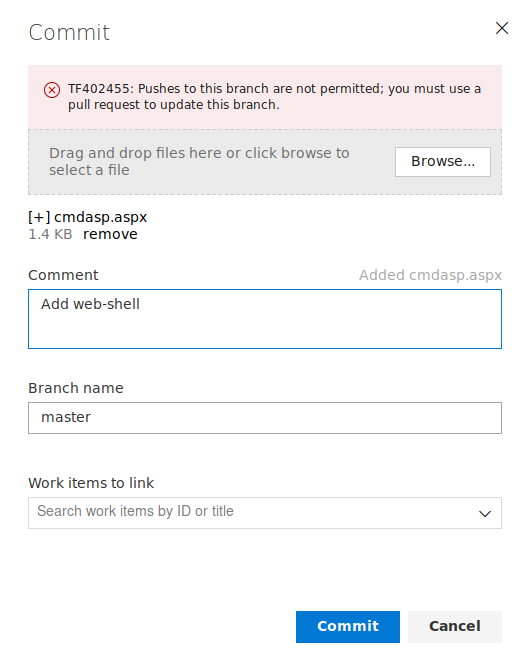 Commit
TF402455: Pushes to this branch are not permitted; you must use a
pull request to update this branch.
Drag and drop files here or click browse to
select a file
Browse...
[+] cmdasp.aspx
1.4 KB remove
Comment
Added cmdasp.aspx
Add web-shell
Branch name
master
Work items to link
Search work items by ID or title
Commit
Cancel